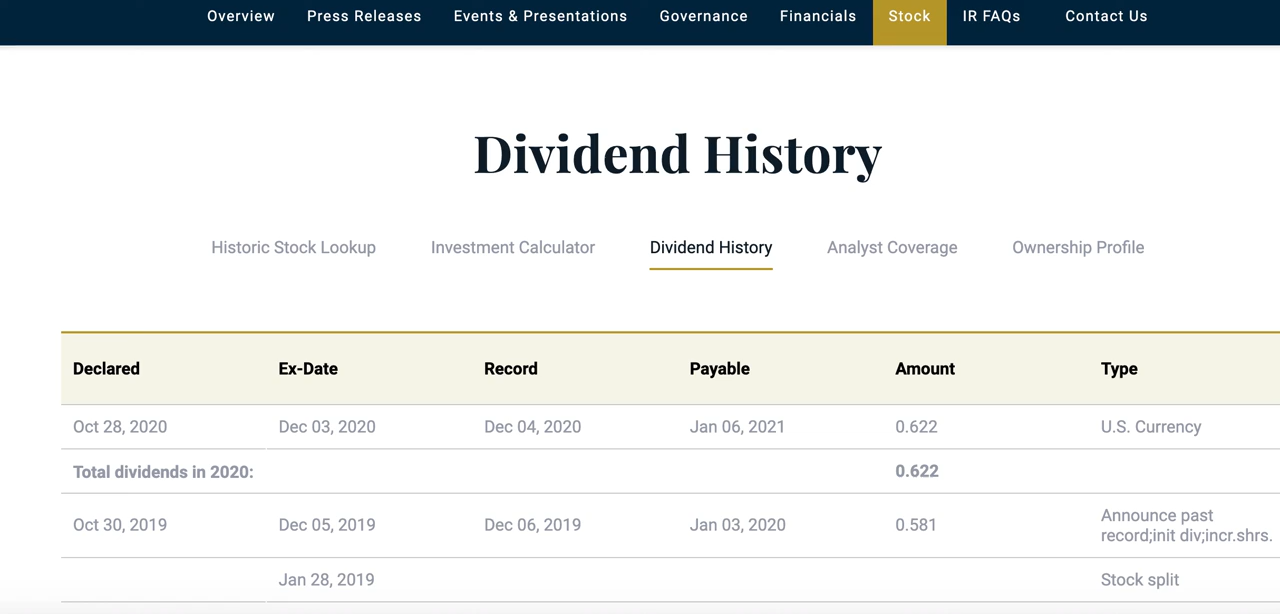 Overview Press Releases Events & Presentations Governance Financials Stock IR FAQs Contact Us
Dividend History
Historic Stock Lookup Investment Calculator Dividend History Analyst Coverage Ownership Profile
Declared Ex-Date Record Payable Amount Type
Oct 28, 2020 Dec 03, 2020 Dec 04, 2020 Jan 06, 2021 0.622 U.S. Currency
Total dividends in 2020: 0.622
Oct 30, 2019 Dec 05, 2019 Dec 06, 2019 Jan 03, 2020 0.581 Announce past
record;init div;incr.shrs.
Jan 28, 2019 Stock split